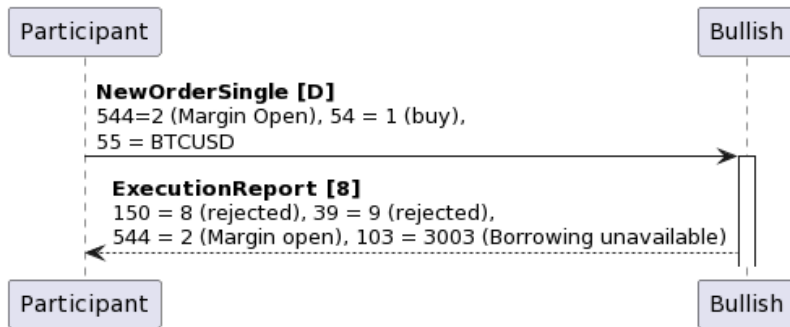 Participant
Bullish
NewOrderSingle [D]
544=2 (Margin Open), 54 = 1 (buy),
55 = BTCUSD
ExecutionReport [8]
150 = 8 (rejected), 39 = 9 (rejected),
544 = 2 (Margin open), 103 = 3003 (Borrowing unavailable)
Participant
Bullish